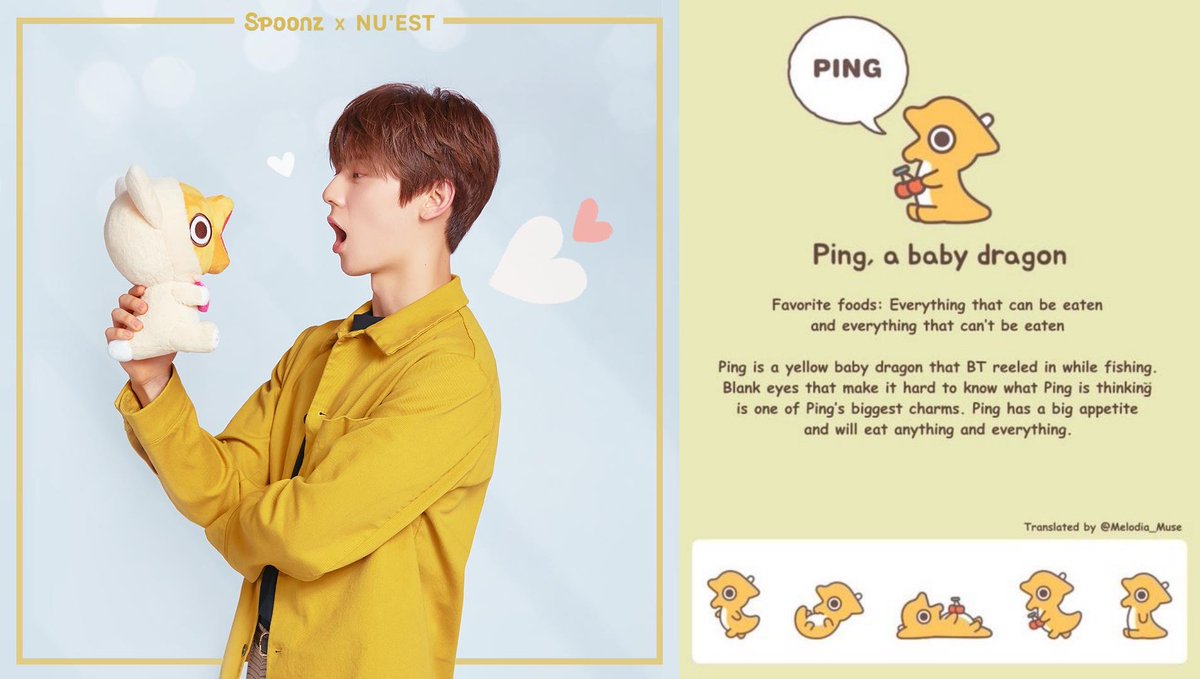 Spoonz x NU'EST
PING
Ping, a baby dragon
Favorite foods: Everything that can be eaten
and everything that can't be eaten
Ping is a yellow baby dragon that BT reeled in while fishing.
Blank eyes that make it hard to know what Ping is thinking
is one of Ping's biggest charms. Ping has a big appetite
and will eat anything and everything.
Translated by @Melodia_Muse